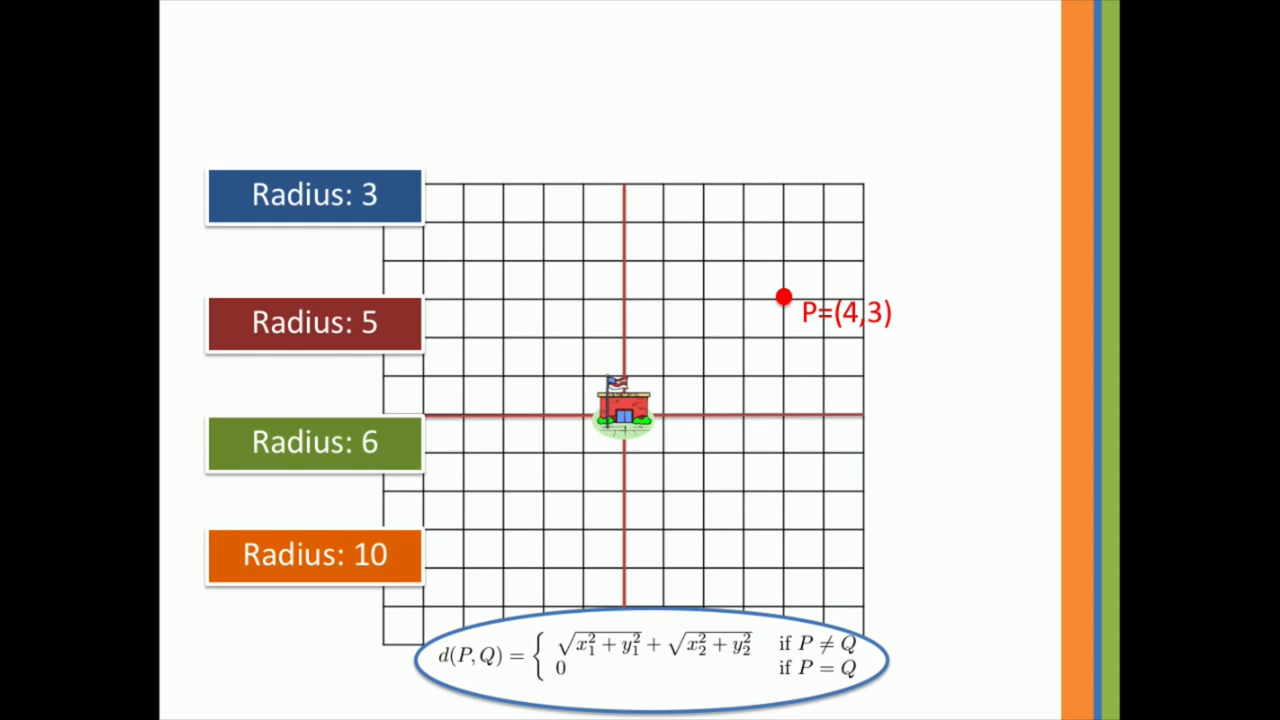 Radius: 3
P=(4,3)
Radius: 5
Radius: 6
Radius: 10
d(P, Q) = { √(x₁² + y₁²) + √(x₂² + y₂²) if P ≠ Q
0 if P = Q